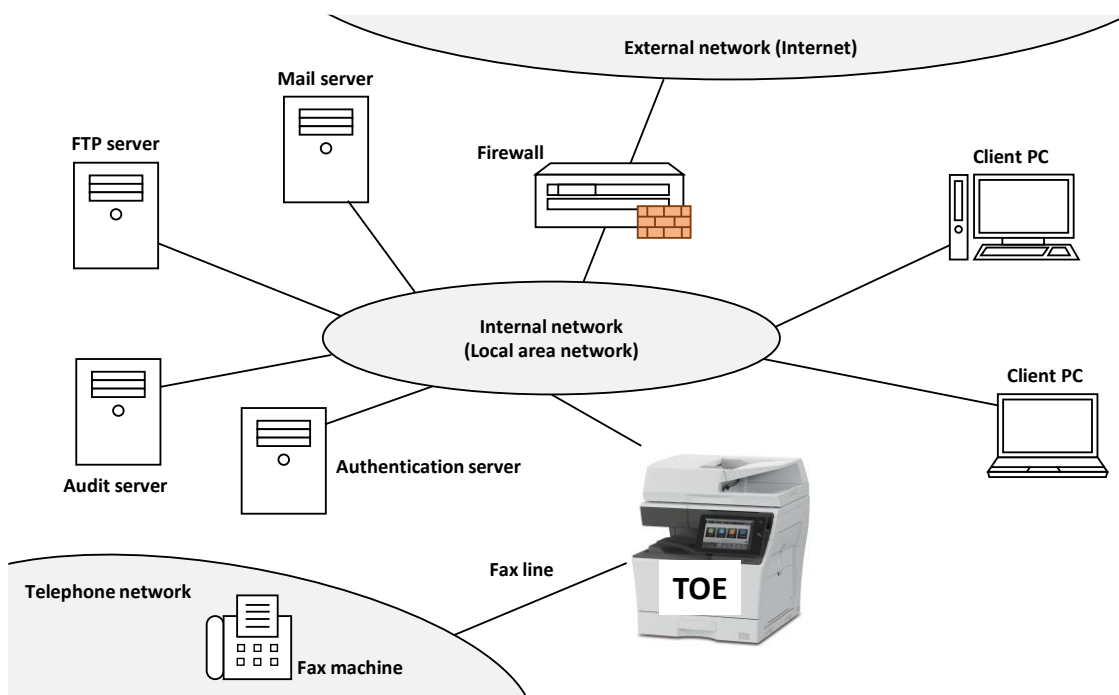 External network (Internet)
Mail server
FTP server
Firewall
Client PC
Internal network
(Local area network)
Client PC
Audit server
Authentication server
Fax line
TOE
Telephone network
Fax machine